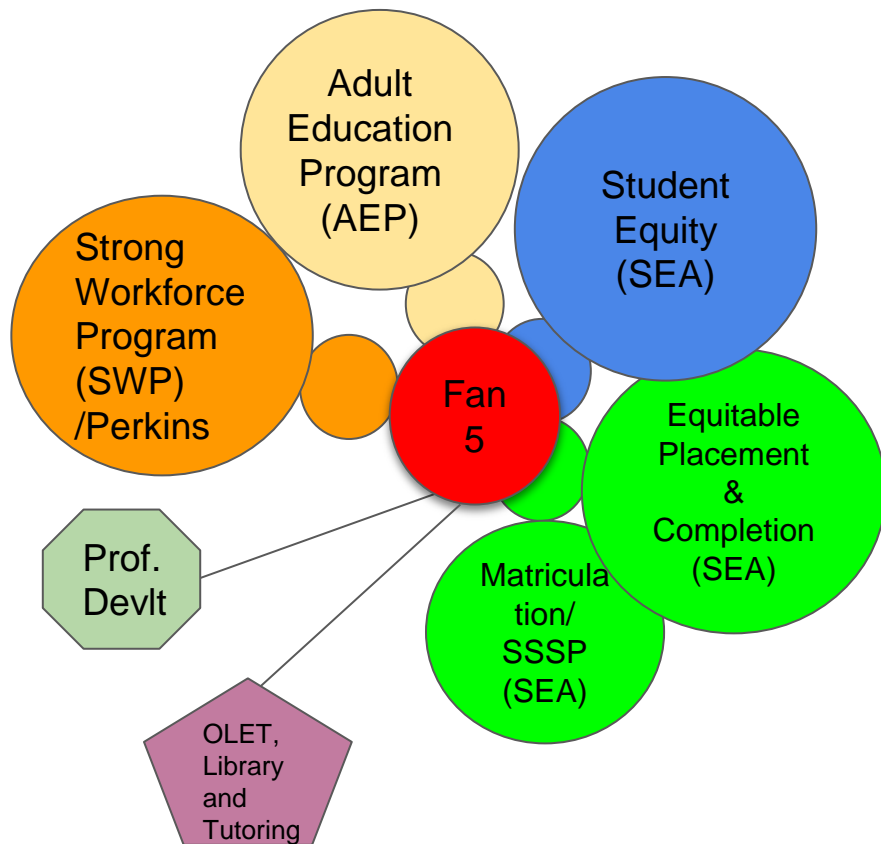 Adult
Education
Program
(AEP)
Student
Equity
(SEA)
Strong
Workforce
Program
(SWP)
/Perkins
Fan
5
Equitable
Placement
&
Completion
(SEA)
Prof.
Devlt
Matricula
tion/
SSSP
(SEA)
OLET,
Library
and
Tutoring